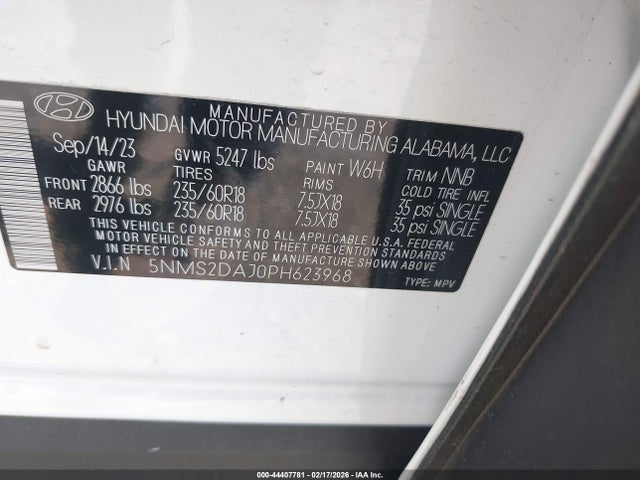 MANUFACTURED BY
HYUNDAI MOTOR MANUFACTURING ALABAMA, LLC
Sep/14/23 GVWR 5247 lbs PAINT W6H TRIM NNB
GAWR TIRES RIMS COLD TIRE INFL
FRONT 2866 lbs 235/60R18 7.5JX18 35 psi SINGLE
REAR 2976 lbs 235/60R18 7.5JX18 35 psi SINGLE
THIS VEHICLE CONFORMS TO ALL APPLICABLE U.S.A. FEDERAL
MOTOR VEHICLE SAFETY AND THEFT PREVENTION STANDARDS
IN EFFECT ON THE DATE OF MANUFACTURE SHOWN ABOVE.
V.I.N 5NMS2DAJ0PH623968 TYPE: MPV
000-44407781 - 02/17/2026 - IAA Inc.